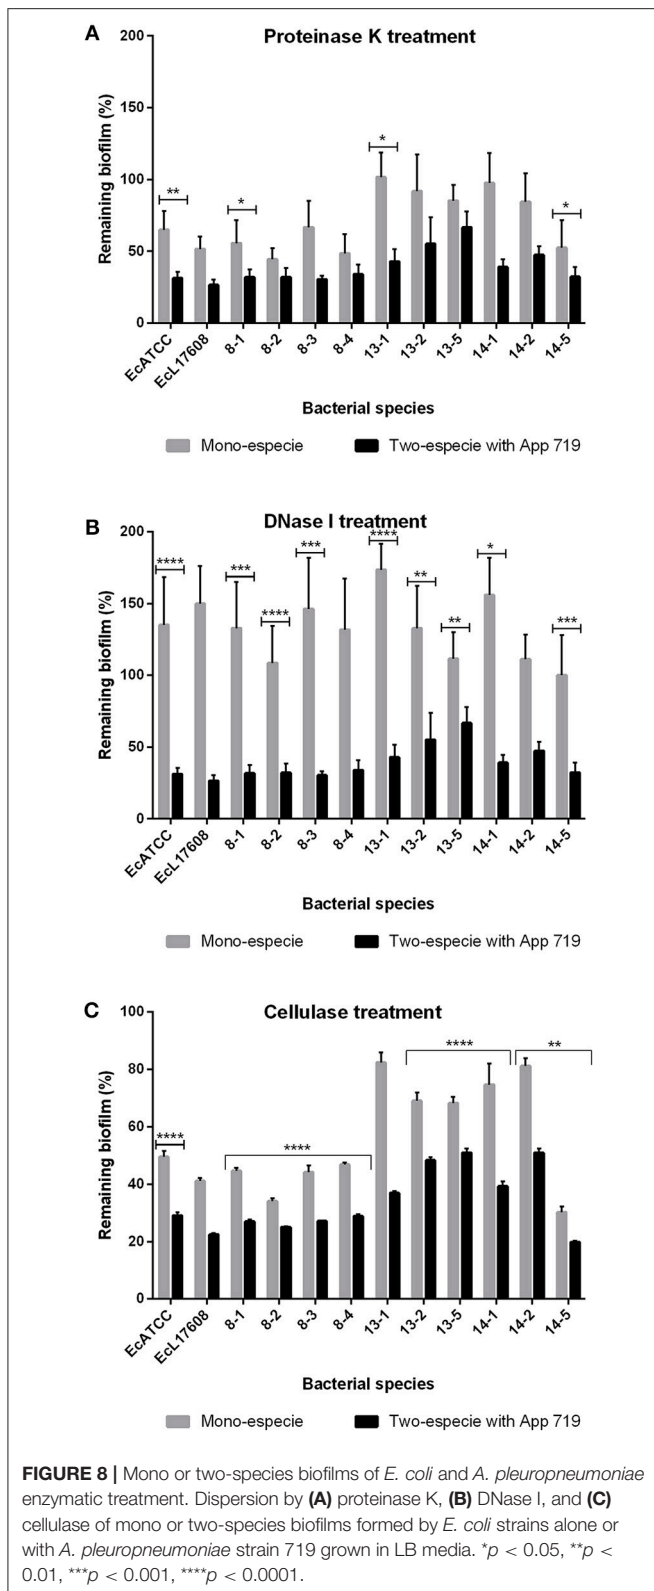 A
Proteinase K treatment
Remaining biofilm (%)
200
150
100
50
0
**
*
*
*
EcATCC
EcL17608
8-1
8-2
8-3
8-4
13-1
13-2
13-5
14-1
14-2
14-5
Bacterial species
Mono-especie
Two-especie with App 719
B
DNase I treatment
Remaining biofilm (%)
200
150
100
50
0
****
***
****
***
****
**
**
*
***
EcATCC
EcL17608
8-1
8-2
8-3
8-4
13-1
13-2
13-5
14-1
14-2
14-5
Bacterial species
Mono-especie
Two-especie with App 719
C
Cellulase treatment
Remaining biofilm (%)
100
80
60
40
20
0
****
****
****
**
EcATCC
EcL17608
8-1
8-2
8-3
8-4
13-1
13-2
13-5
14-1
14-2
14-5
Bacterial species
Mono-especie
Two-especie with App 719
FIGURE 8 | Mono or two-species biofilms of E. coli and A. pleuropneumoniae
enzymatic treatment. Dispersion by (A) proteinase K, (B) DNase I, and (C)
cellulase of mono or two-species biofilms formed by E. coli strains alone or
with A. pleuropneumoniae strain 719 grown in LB media. *p < 0.05, **p <
0.01, ***p < 0.001, ****p < 0.0001.